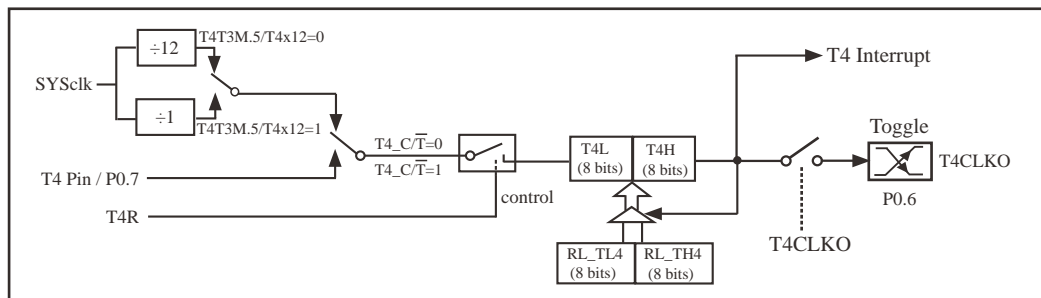 ÷12
T4T3M.5/T4x12=0
SYSclk
÷1
T4T3M.5/T4x12=1
T4 Pin / P0.7
T4R
T4_C/T̅=0
T4_C/T̅=1
control
T4L
(8 bits)
T4H
(8 bits)
RL_TL4
(8 bits)
RL_TH4
(8 bits)
T4 Interrupt
Toggle
T4CLKO
P0.6
T4CLKO